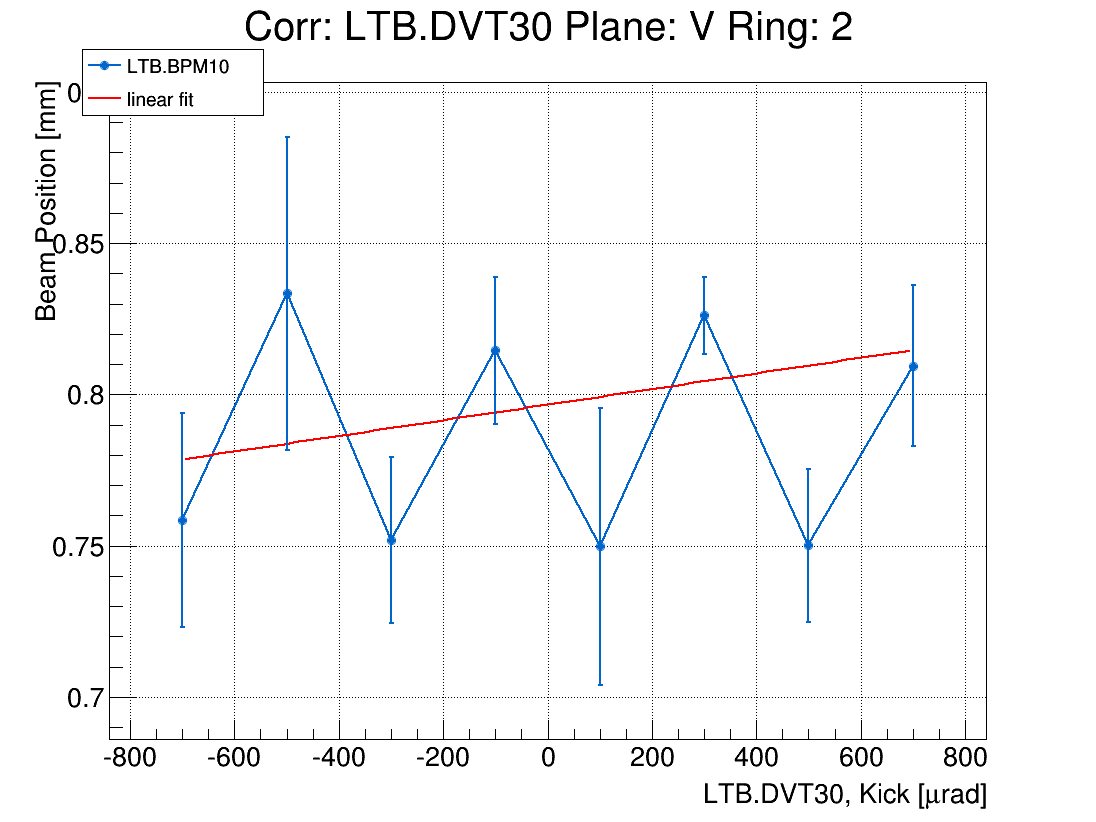 Corr: LTB.DVT30 Plane: V Ring: 2
LTB.BPM10
linear fit
Beam Position [mm]
0.85
0.8
0.75
0.7
-800 -600 -400 -200 0 200 400 600 800
LTB.DVT30, Kick [μrad]